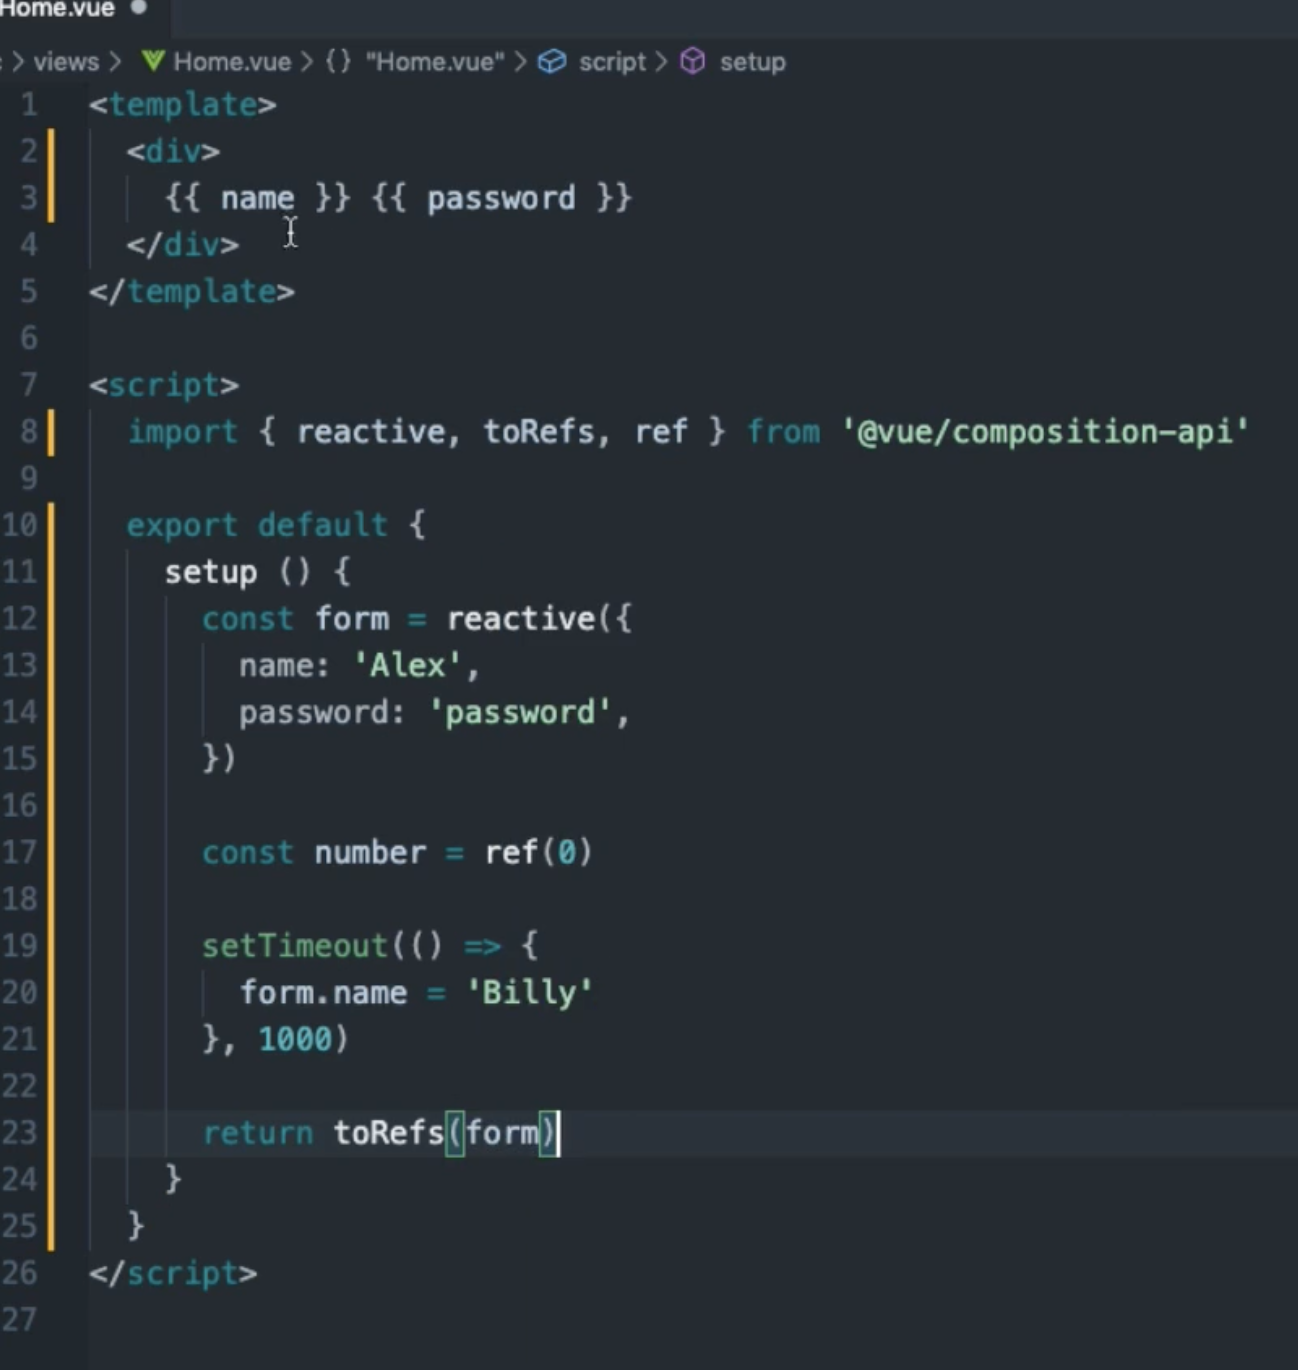 Home.vue
> views > Home.vue > {} "Home.vue" > script > setup
1 <template>
2 <div>
3 {{ name }} {{ password }}
4 </div>
5 </template>
6
7 <script>
8 import { reactive, toRefs, ref } from '@vue/composition-api'
9
10 export default {
11 setup () {
12 const form = reactive({
13 name: 'Alex',
14 password: 'password',
15 })
16
17 const number = ref(0)
18
19 setTimeout(() => {
20 form.name = 'Billy'
21 }, 1000)
22
23 return toRefs(form)
24 }
25 }
26 </script>
27